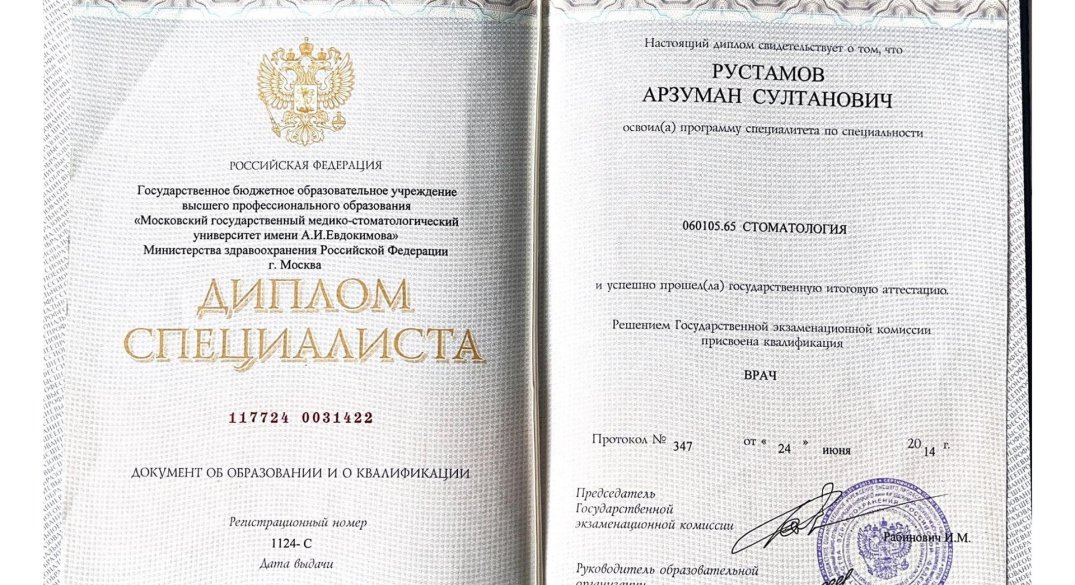 РОССИЙСКАЯ ФЕДЕРАЦИЯ
Государственное бюджетное образовательное учреждение
высшего профессионального образования
«Московский государственный медико-стоматологический
университет имени А.И.Евдокимова»
Министерства здравоохранения Российской Федерации
г. Москва
ДИПЛОМ
СПЕЦИАЛИСТА
117724 0031422
ДОКУМЕНТ ОБ ОБРАЗОВАНИИ И О КВАЛИФИКАЦИИ
Регистрационный номер
1124- С
Дата выдачи
Настоящий диплом свидетельствует о том, что
РУСТАМОВ
АРЗУМАН СУЛТАНОВИЧ
освоил(а) программу специалитета по специальности
060105.65 СТОМАТОЛОГИЯ
и успешно прошел(ла) государственную итоговую аттестацию.
Решением Государственной экзаменационной комиссии
присвоена квалификация
ВРАЧ
Протокол № 347 от « 24 » июня 2014 г.
Председатель
Государственной
экзаменационной комиссии
Рабинович И.М.
Руководитель образовательной
организации